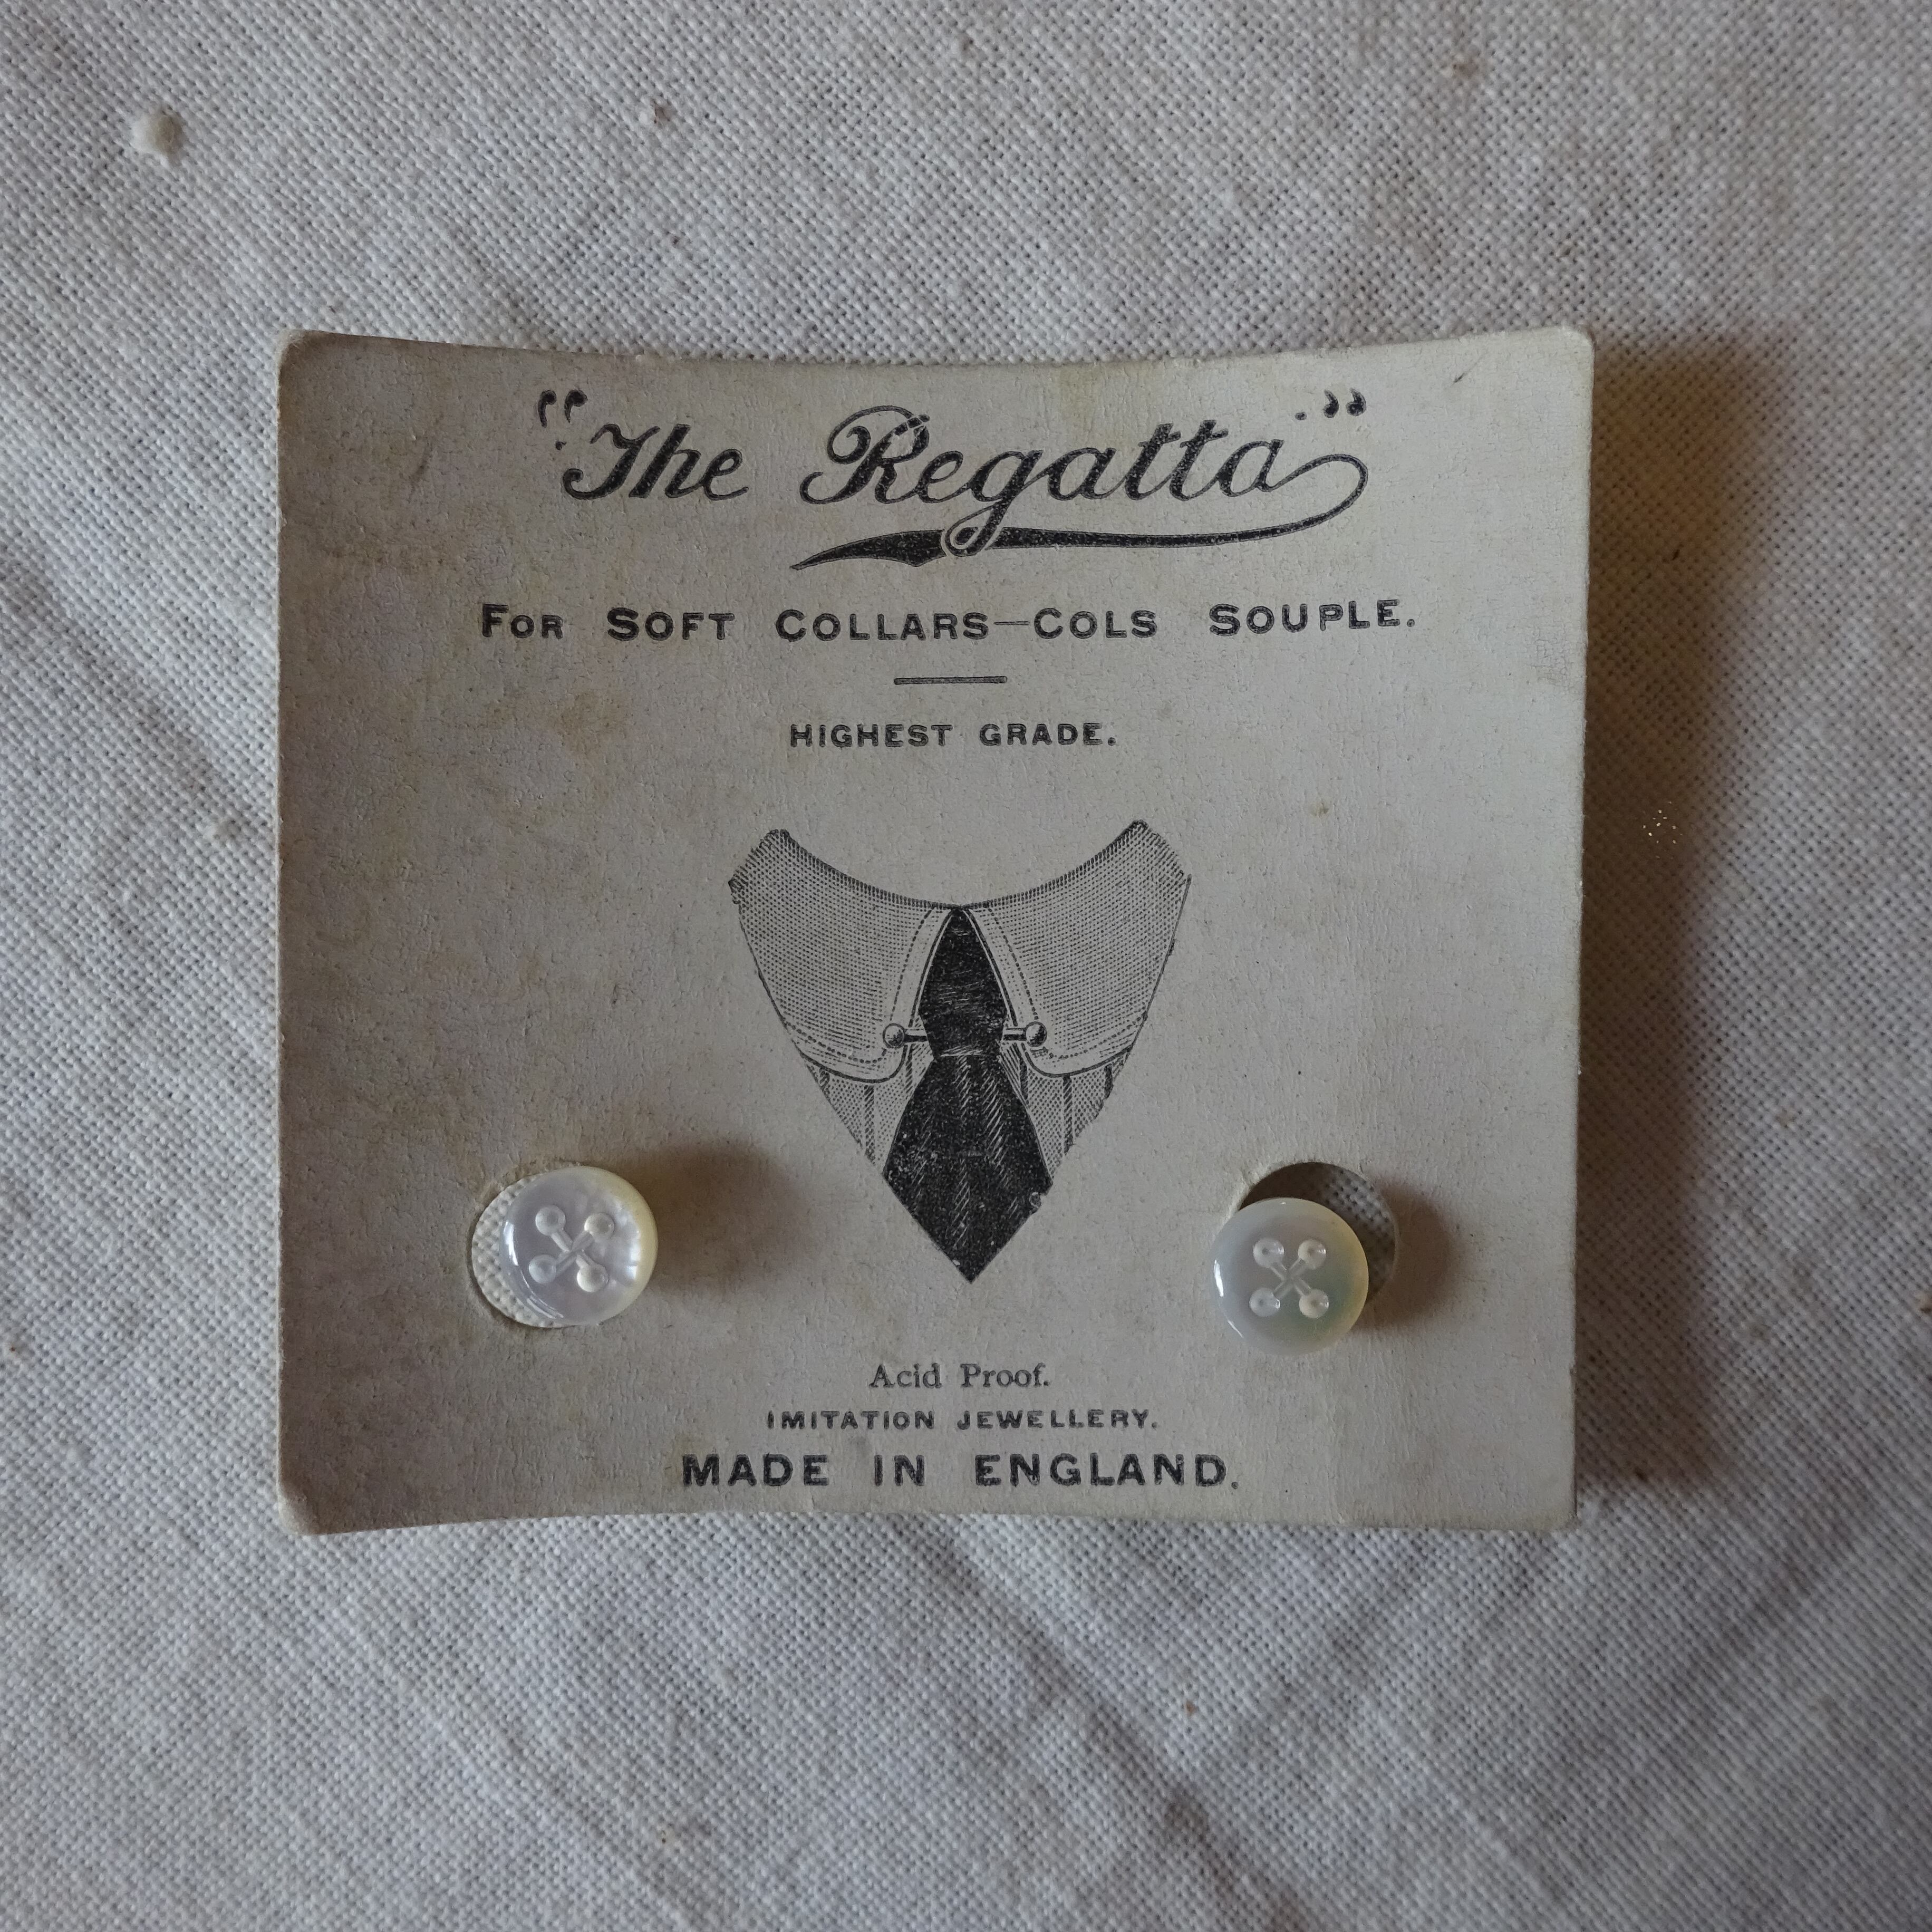 "The Regatta"
FOR SOFT COLLARS—COLS SOUPLE.
HIGHEST GRADE.
Acid Proof.
IMITATION JEWELLERY.
MADE IN ENGLAND.